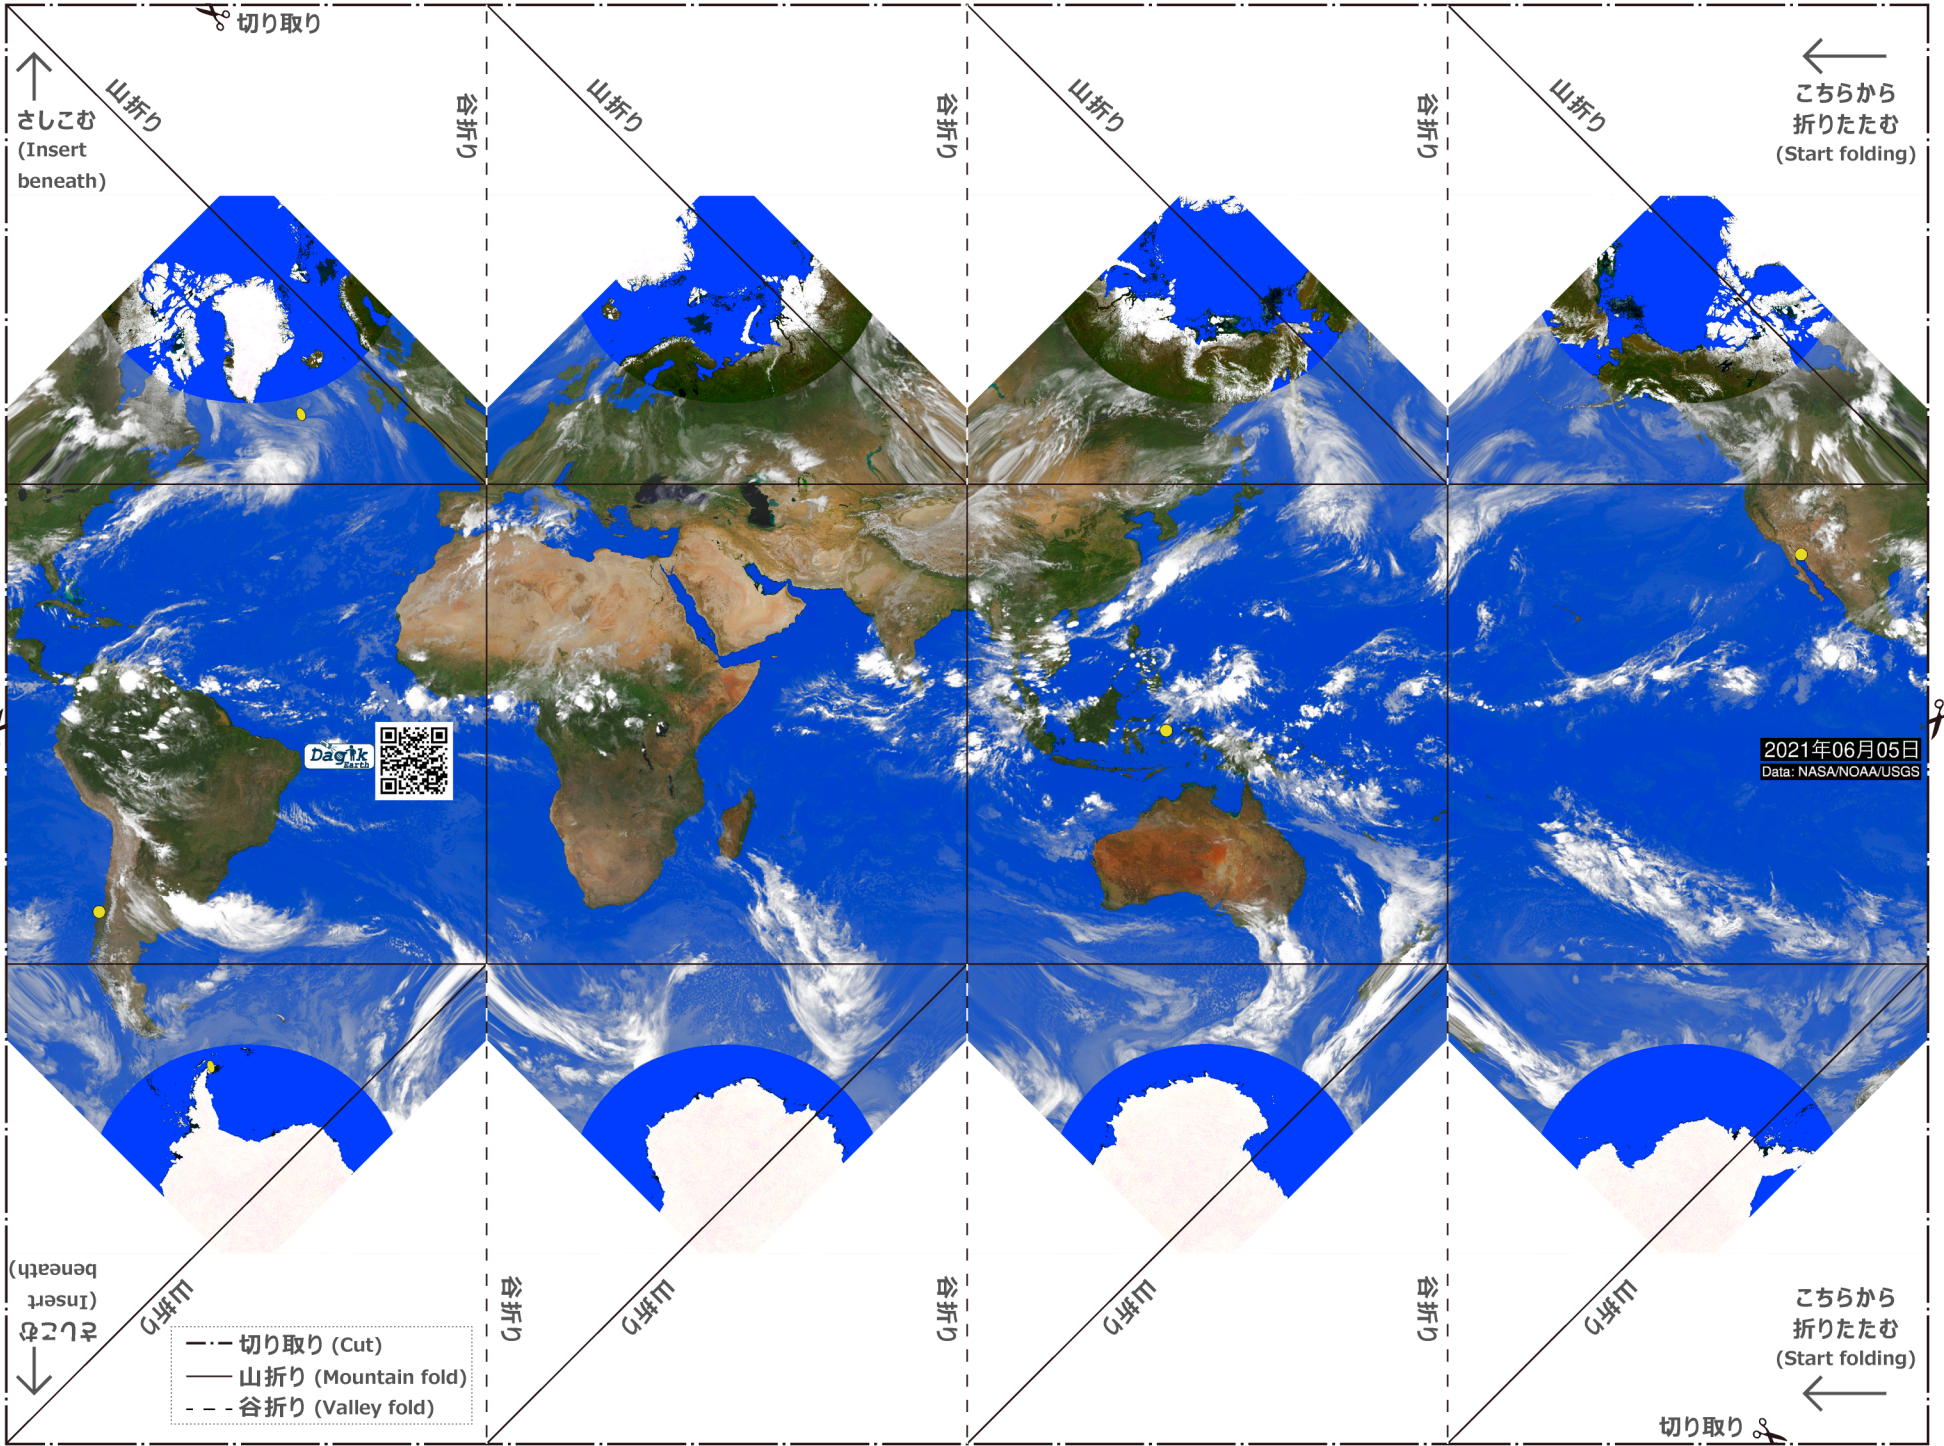 切り取り
さしこむ
(Insert
beneath)
山折り
谷折り
山折り
谷折り
山折り
谷折り
山折り
こちらから
折りたたむ
(Start folding)
Dagik
Earth
2021年06月05日
Data: NASA/NOAA/USGS
さしこむ
(Insert
beneath)
山折り
谷折り
山折り
谷折り
山折り
谷折り
山折り
こちらから
折りたたむ
(Start folding)
切り取り (Cut)
山折り (Mountain fold)
谷折り (Valley fold)
切り取り